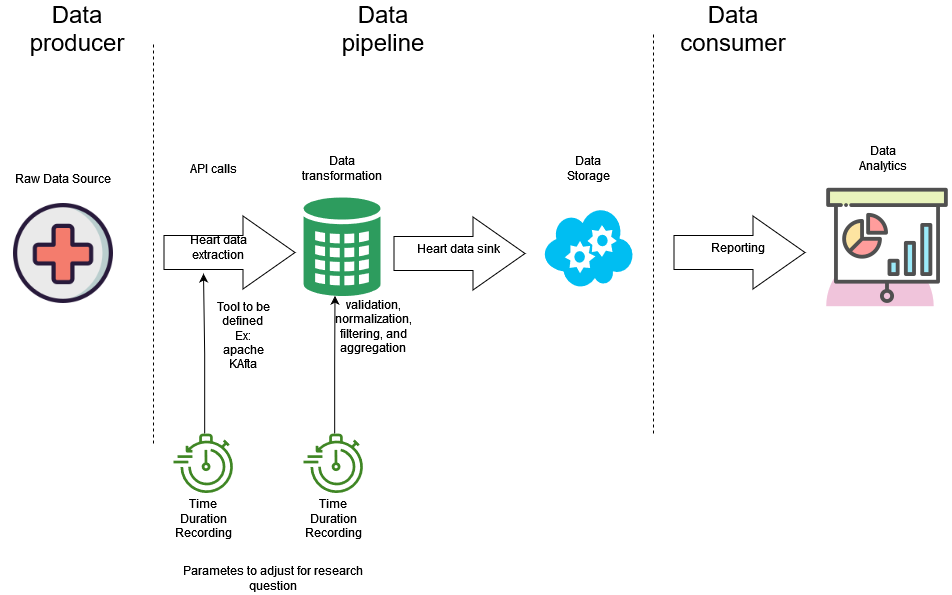 Data
producer
Data
pipeline
Data
consumer
Raw Data Source
API calls
Data
transformation
Data
Storage
Data
Analytics
Heart data
extraction
Heart data sink
Reporting
Tool to be
defined
Ex:
apache
KAfta
validation,
normalization,
filtering, and
aggregation
Time
Duration
Recording
Time
Duration
Recording
Parametes to adjust for research
question